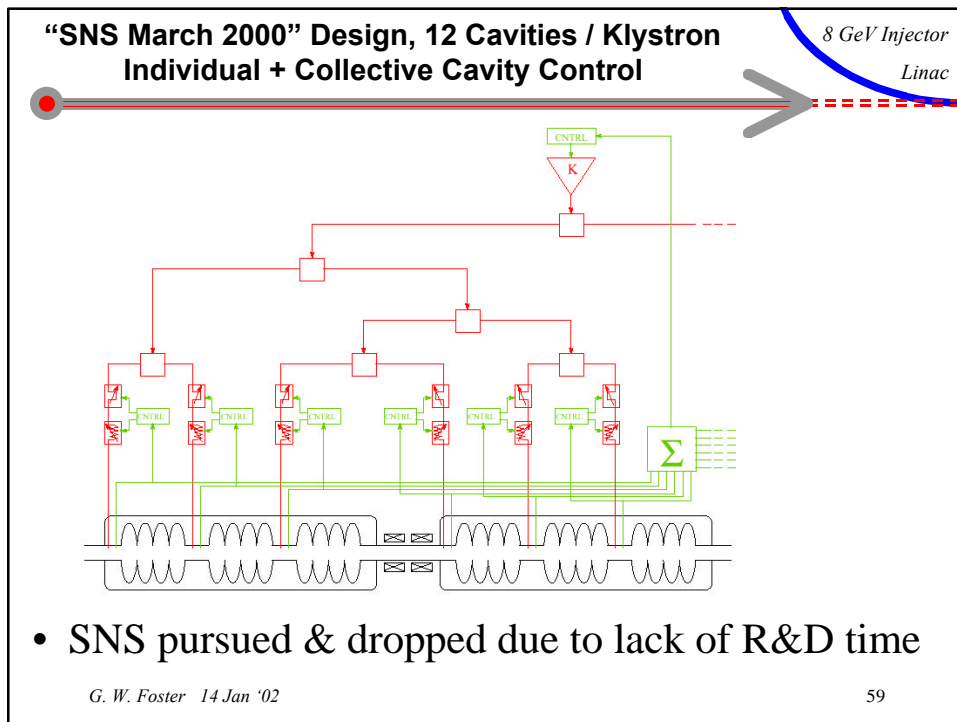 “SNS March 2000” Design, 12 Cavities / Klystron
Individual + Collective Cavity Control
8 GeV Injector
Linac
CNTRL
K
CNTRL
CNTRL
CNTRL
CNTRL
CNTRL
CNTRL
Σ
• SNS pursued & dropped due to lack of R&D time
G. W. Foster 14 Jan ‘02
59